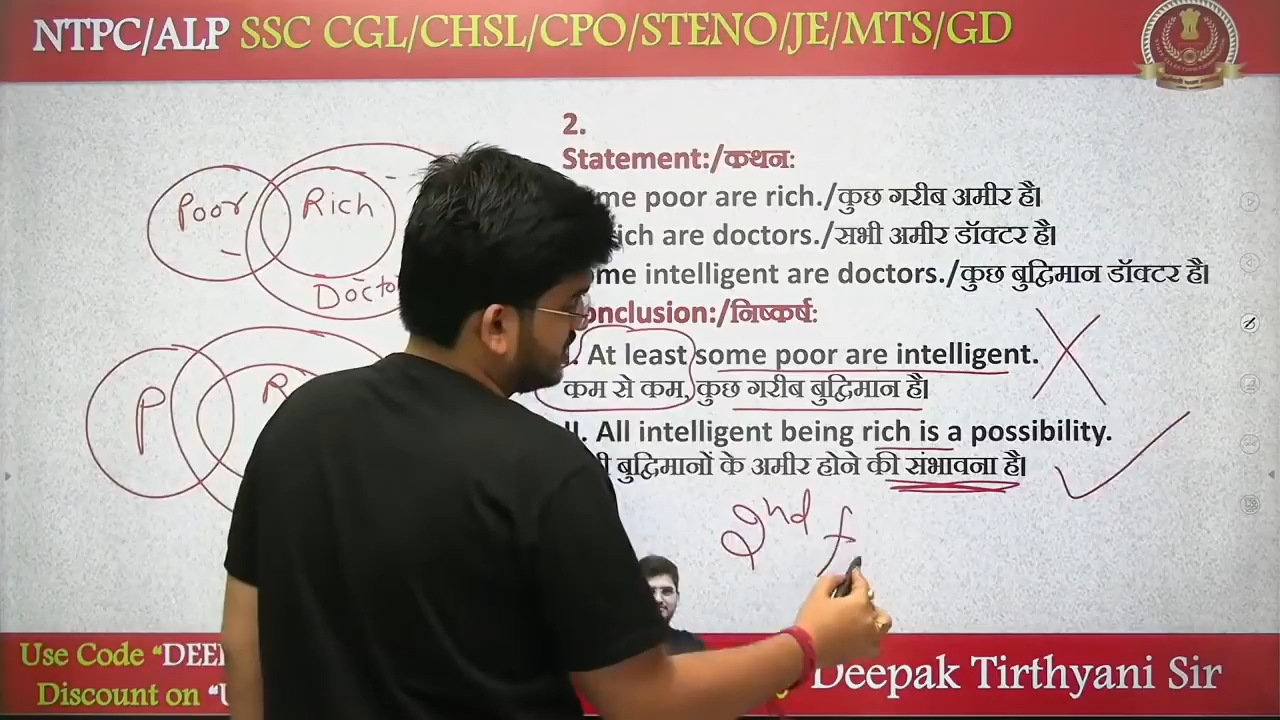 NTPC/ALP SSC CGL/CHSL/CPO/STENO/JE/MTS/GD
2.
Statement:/कथन:
me poor are rich./कुछ गरीब अमीर है।
ich are doctors./सभी अमीर डॉक्टर है।
ome intelligent are doctors./कुछ बुद्विमान डॉक्टर है।
onclusion:/निष्कर्ष:
I. At least some poor are intelligent.
कम से कम, कुछ गरीब बुद्विमान है।
II. All intelligent being rich is a possibility.
बुद्विमानों के अमीर होने की संभावना है।
Poor Rich
Docto
P R
2nd f
Use Code “DEE
Discount on “U
Deepak Tirthyani Sir